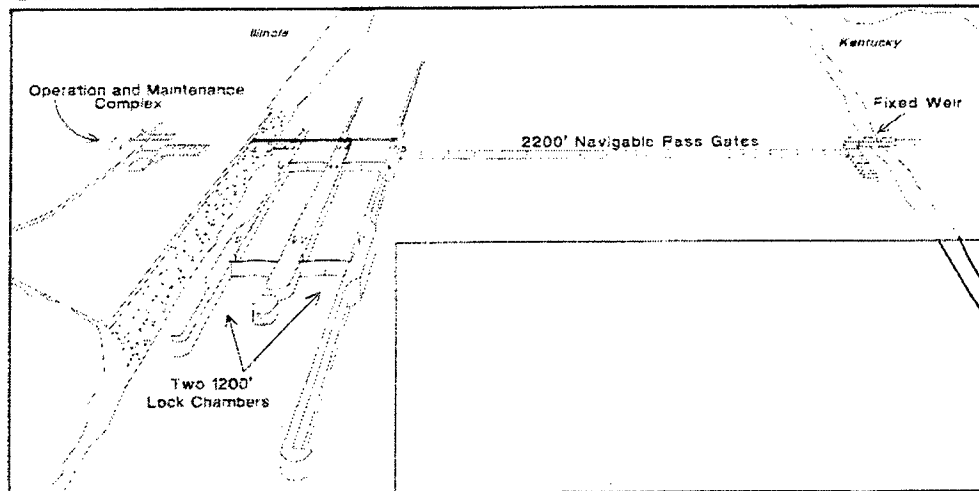 Illinois
Kentucky
Operation and Maintenance
Complex
Fixed Weir
2200' Navigable Pass Gates
Two 1200'
Lock Chambers